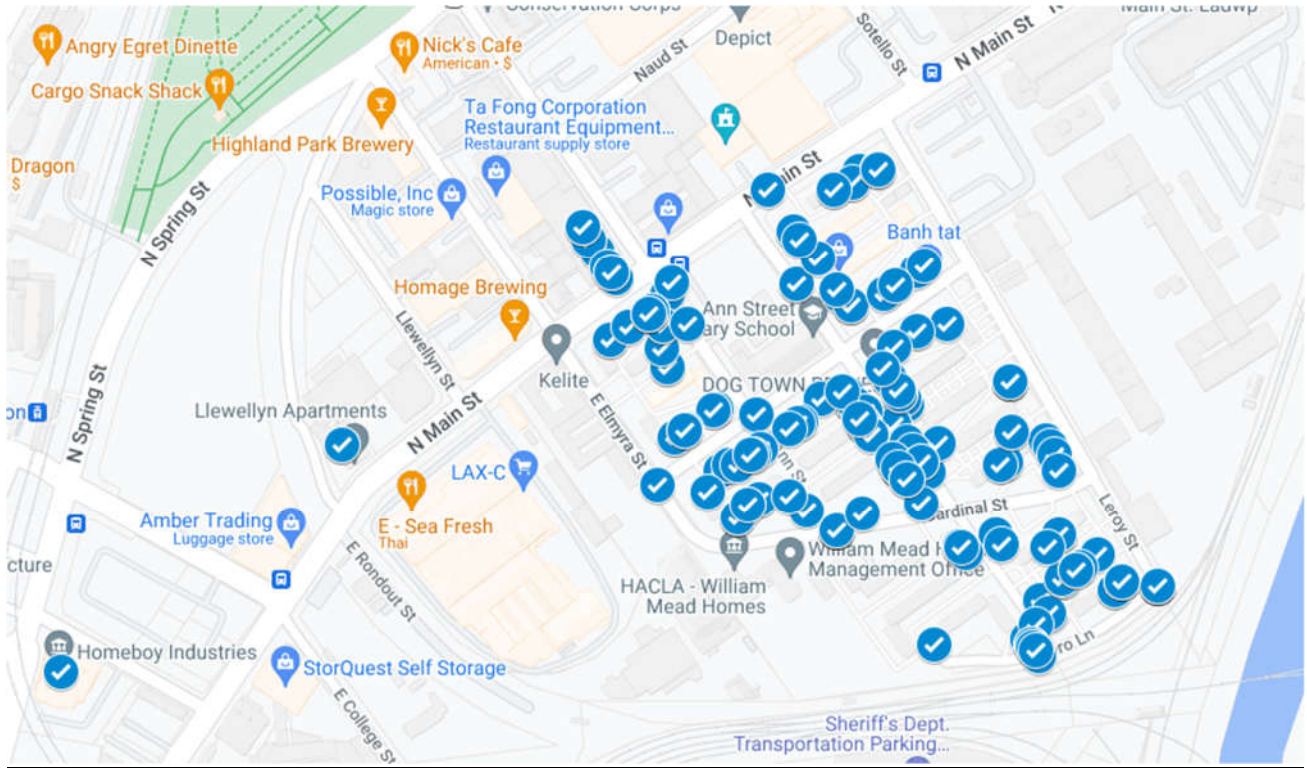 Conservation Corps
Main St. Ladwp
Angry Egret Dinette
Nick's Cafe
American • $
Depict
Sotello St
N Main St
Naud St
Cargo Snack Shack
Highland Park Brewery
Ta Fong Corporation
Restaurant Equipment...
Restaurant supply store
Dragon
$
Possible, Inc
Magic store
N Spring St
Main St
Banh tat
Homage Brewing
Ann Street
ary School
Llewellyn St
Kelite
DOG TOWN
N Spring St
on
Llewellyn Apartments
N Main St
E Elmyra St
LAX-C
Amber Trading
Luggage store
E - Sea Fresh
Thai
Cardinal St
Leroy St
cture
E Rondout St
William Mead H
Management Office
HACLA - William
Mead Homes
Homeboy Industries
StorQuest Self Storage
ro Ln
E College St
Sheriff's Dept.
Transportation Parking...